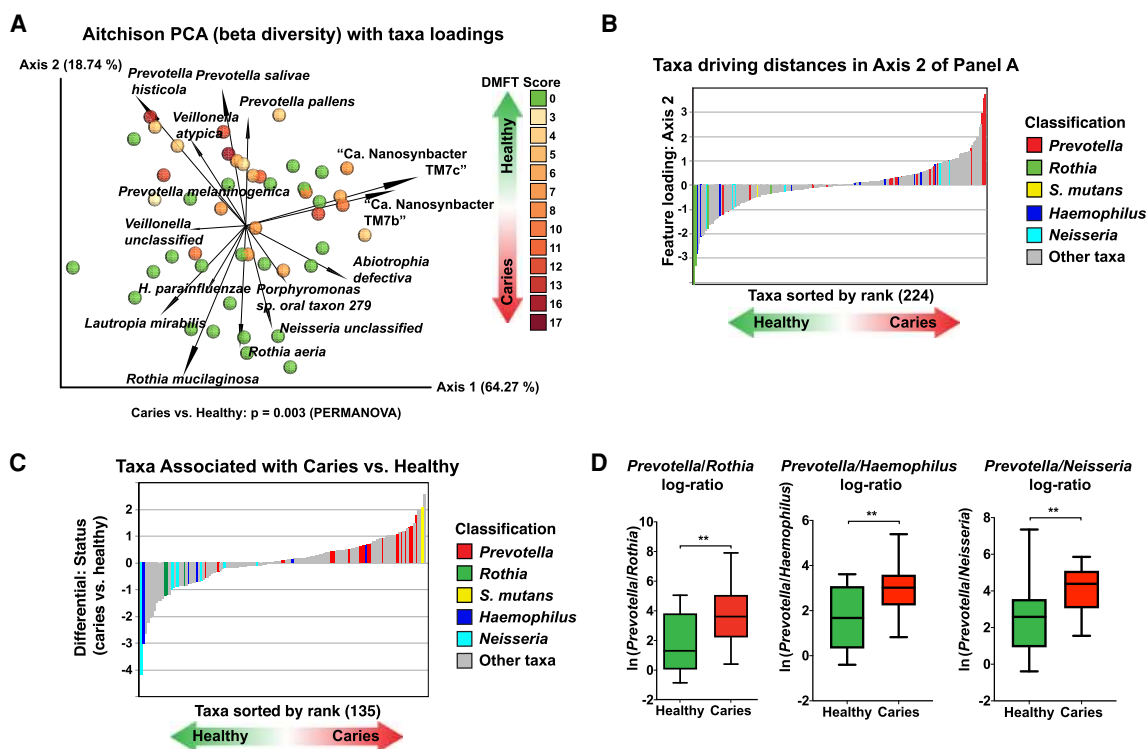 A
Aitchison PCA (beta diversity) with taxa loadings
Axis 2 (18.74 %)
Prevotella
histicola
Prevotella salivae
Prevotella pallens
Veillonella
atypica
"Ca. Nanosynbacter
TM7c"
Prevotella melaninogenica
"Ca. Nanosynbacter
TM7b"
Veillonella
unclassified
Abiotrophia
defectiva
H. parainfluenzae
Porphyromonas
sp. oral taxon 279
Lautropia mirabilis
Neisseria unclassified
Rothia aeria
Rothia mucilaginosa
Axis 1 (64.27 %)
Caries vs. Healthy: p = 0.003 (PERMANOVA)
DMFT Score
Healthy
Caries
0
3
4
5
6
7
8
10
11
12
13
16
17
B
Taxa driving distances in Axis 2 of Panel A
Feature loading: Axis 2
3
2
1
0
-1
-2
-3
Taxa sorted by rank (224)
Healthy
Caries
Classification
Prevotella
Rothia
S. mutans
Haemophilus
Neisseria
Other taxa
C
Taxa Associated with Caries vs. Healthy
Differential: Status
(caries vs. healthy)
2
1
0
-1
-2
-3
-4
Taxa sorted by rank (135)
Healthy
Caries
Classification
Prevotella
Rothia
S. mutans
Haemophilus
Neisseria
Other taxa
D
Prevotella/Rothia
log-ratio
ln(Prevotella/Rothia)
10
8
6
4
2
0
-2
**
Healthy Caries
Prevotella/Haemophilus
log-ratio
ln(Prevotella/Haemophilus)
6
4
2
0
-2
**
Healthy Caries
Prevotella/Neisseria
log-ratio
ln(Prevotella/Neisseria)
8
6
4
2
0
-2
**
Healthy Caries